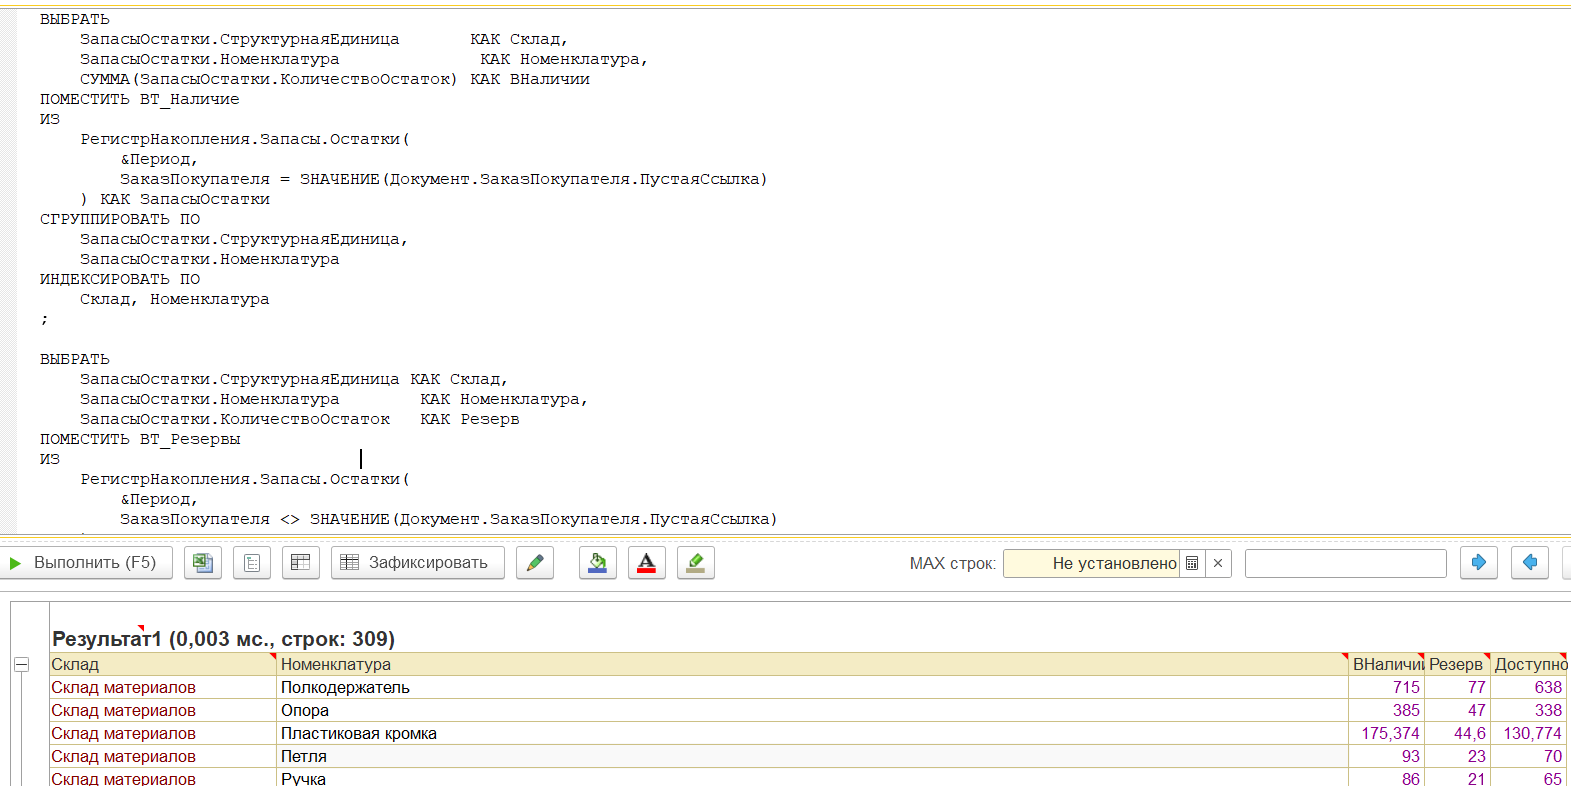 ВЫБРАТЬ
ЗапасыОстатки.СтруктурнаяЕдиница КАК Склад,
ЗапасыОстатки.Номенклатура КАК Номенклатура,
СУММА(ЗапасыОстатки.КоличествоОстаток) КАК ВНаличии
ПОМЕСТИТЬ ВТ_Наличие
ИЗ
РегистрНакопления.Запасы.Остатки(
&Период,
ЗаказПокупателя = ЗНАЧЕНИЕ(Документ.ЗаказПокупателя.ПустаяСсылка)
) КАК ЗапасыОстатки
СГРУППИРОВАТЬ ПО
ЗапасыОстатки.СтруктурнаяЕдиница,
ЗапасыОстатки.Номенклатура
ИНДЕКСИРОВАТЬ ПО
Склад, Номенклатура
;
ВЫБРАТЬ
ЗапасыОстатки.СтруктурнаяЕдиница КАК Склад,
ЗапасыОстатки.Номенклатура КАК Номенклатура,
ЗапасыОстатки.КоличествоОстаток КАК Резерв
ПОМЕСТИТЬ ВТ_Резервы
ИЗ
РегистрНакопления.Запасы.Остатки(
&Период,
ЗаказПокупателя <> ЗНАЧЕНИЕ(Документ.ЗаказПокупателя.ПустаяСсылка)
Выполнить (F5) Зафиксировать МАХ строк: Не установлено
Результат1 (0,003 мс., строк: 309)
Склад Номенклатура ВНаличии Резерв Доступно
Склад материалов Полкодержатель 715 77 638
Склад материалов Опора 385 47 338
Склад материалов Пластиковая кромка 175,374 44,6 130,774
Склад материалов Петля 93 23 70
Склад материалов Ручка 86 21 65